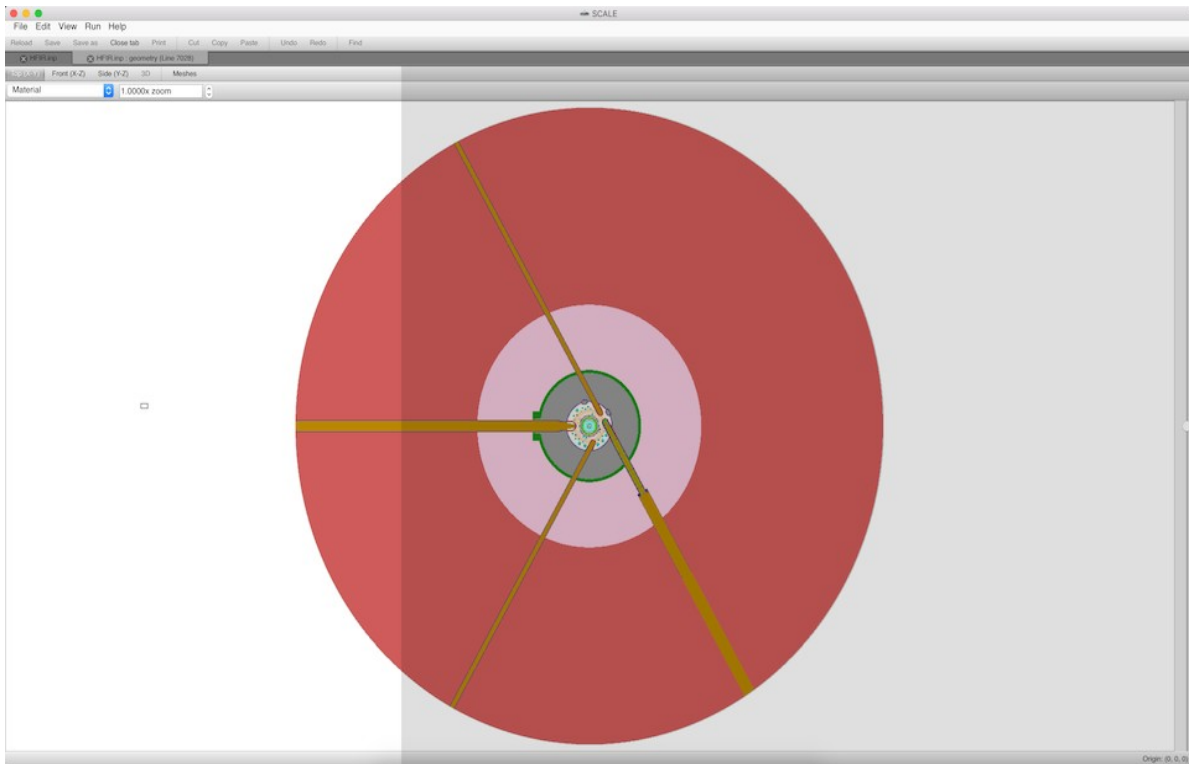 SCALE
File Edit View Run Help
Reload Save Save as Close tab Print Cut Copy Paste Undo Redo Find
HFIR.inp HFIR.inp : geometry (Line 7028)
Top (X-Y) Front (X-Z) Side (Y-Z) 3D Meshes
Material 1.0000x zoom
Origin: (0, 0, 0)